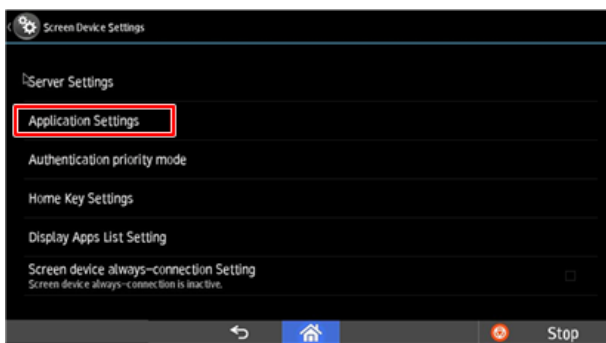 Screen Device Settings
Server Settings
Application Settings
Authentication priority mode
Home Key Settings
Display Apps List Setting
Screen device always-connection Setting
Screen device always-connection is inactive.
Stop